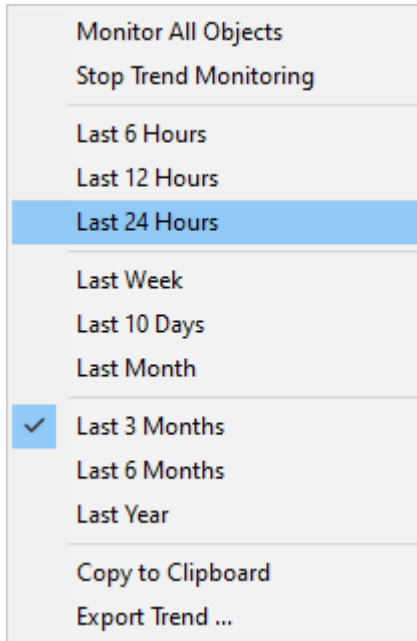 Monitor All Objects
Stop Trend Monitoring
Last 6 Hours
Last 12 Hours
Last 24 Hours
Last Week
Last 10 Days
Last Month
Last 3 Months
Last 6 Months
Last Year
Copy to Clipboard
Export Trend ...